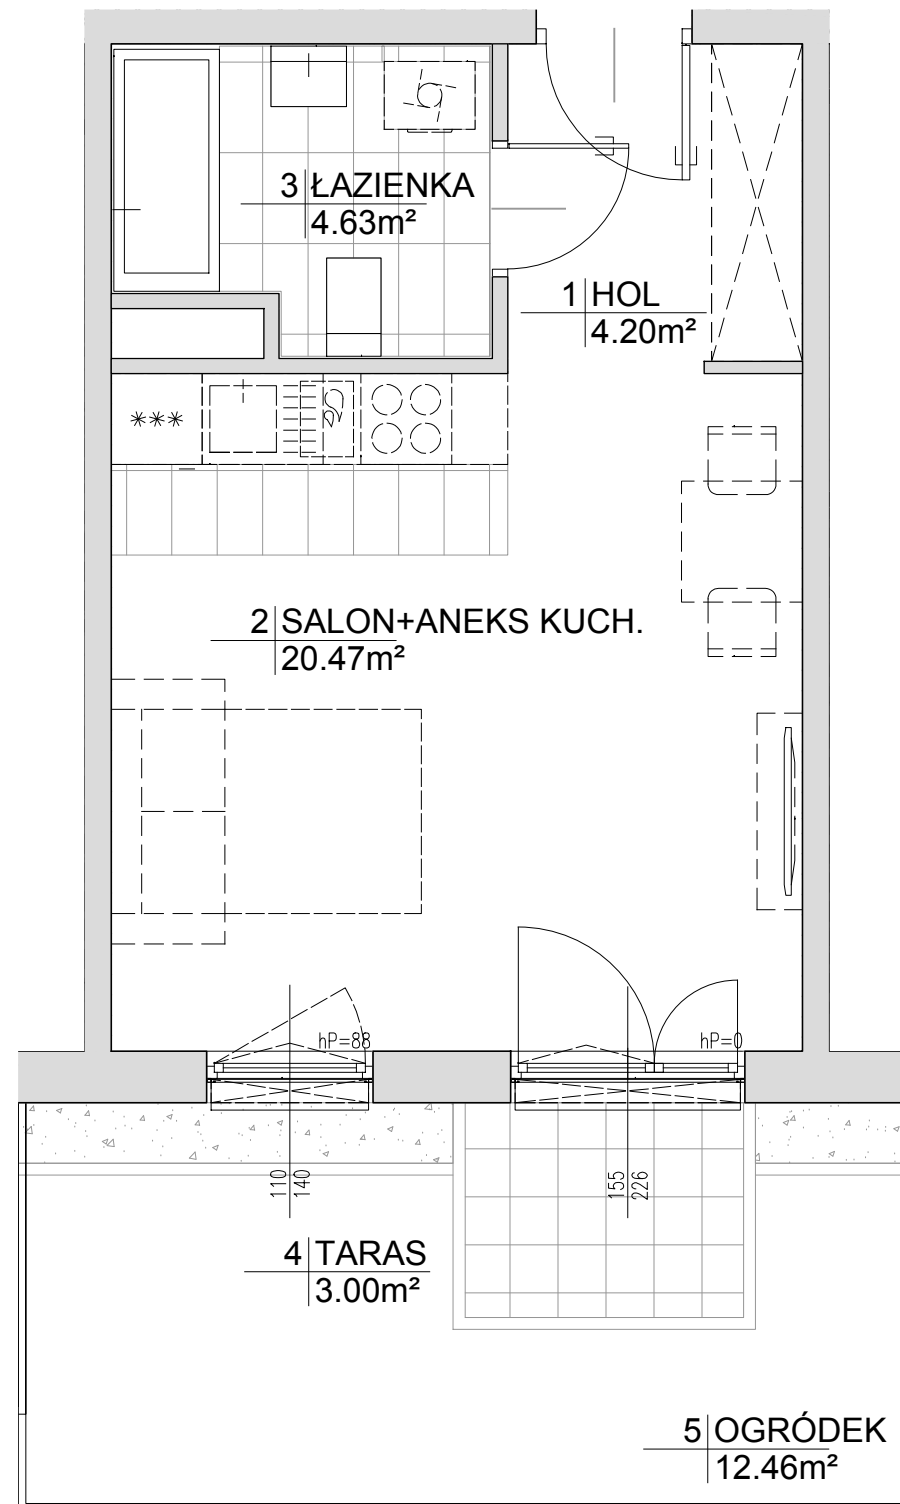 3 ŁAZIENKA
4.63m²
1 HOL
4.20m²
***
2 SALON+ANEKS KUCH.
20.47m²
hP=88
hP=0
110
140
155
226
4 TARAS
3.00m²
5 OGRÓDEK
12.46m²